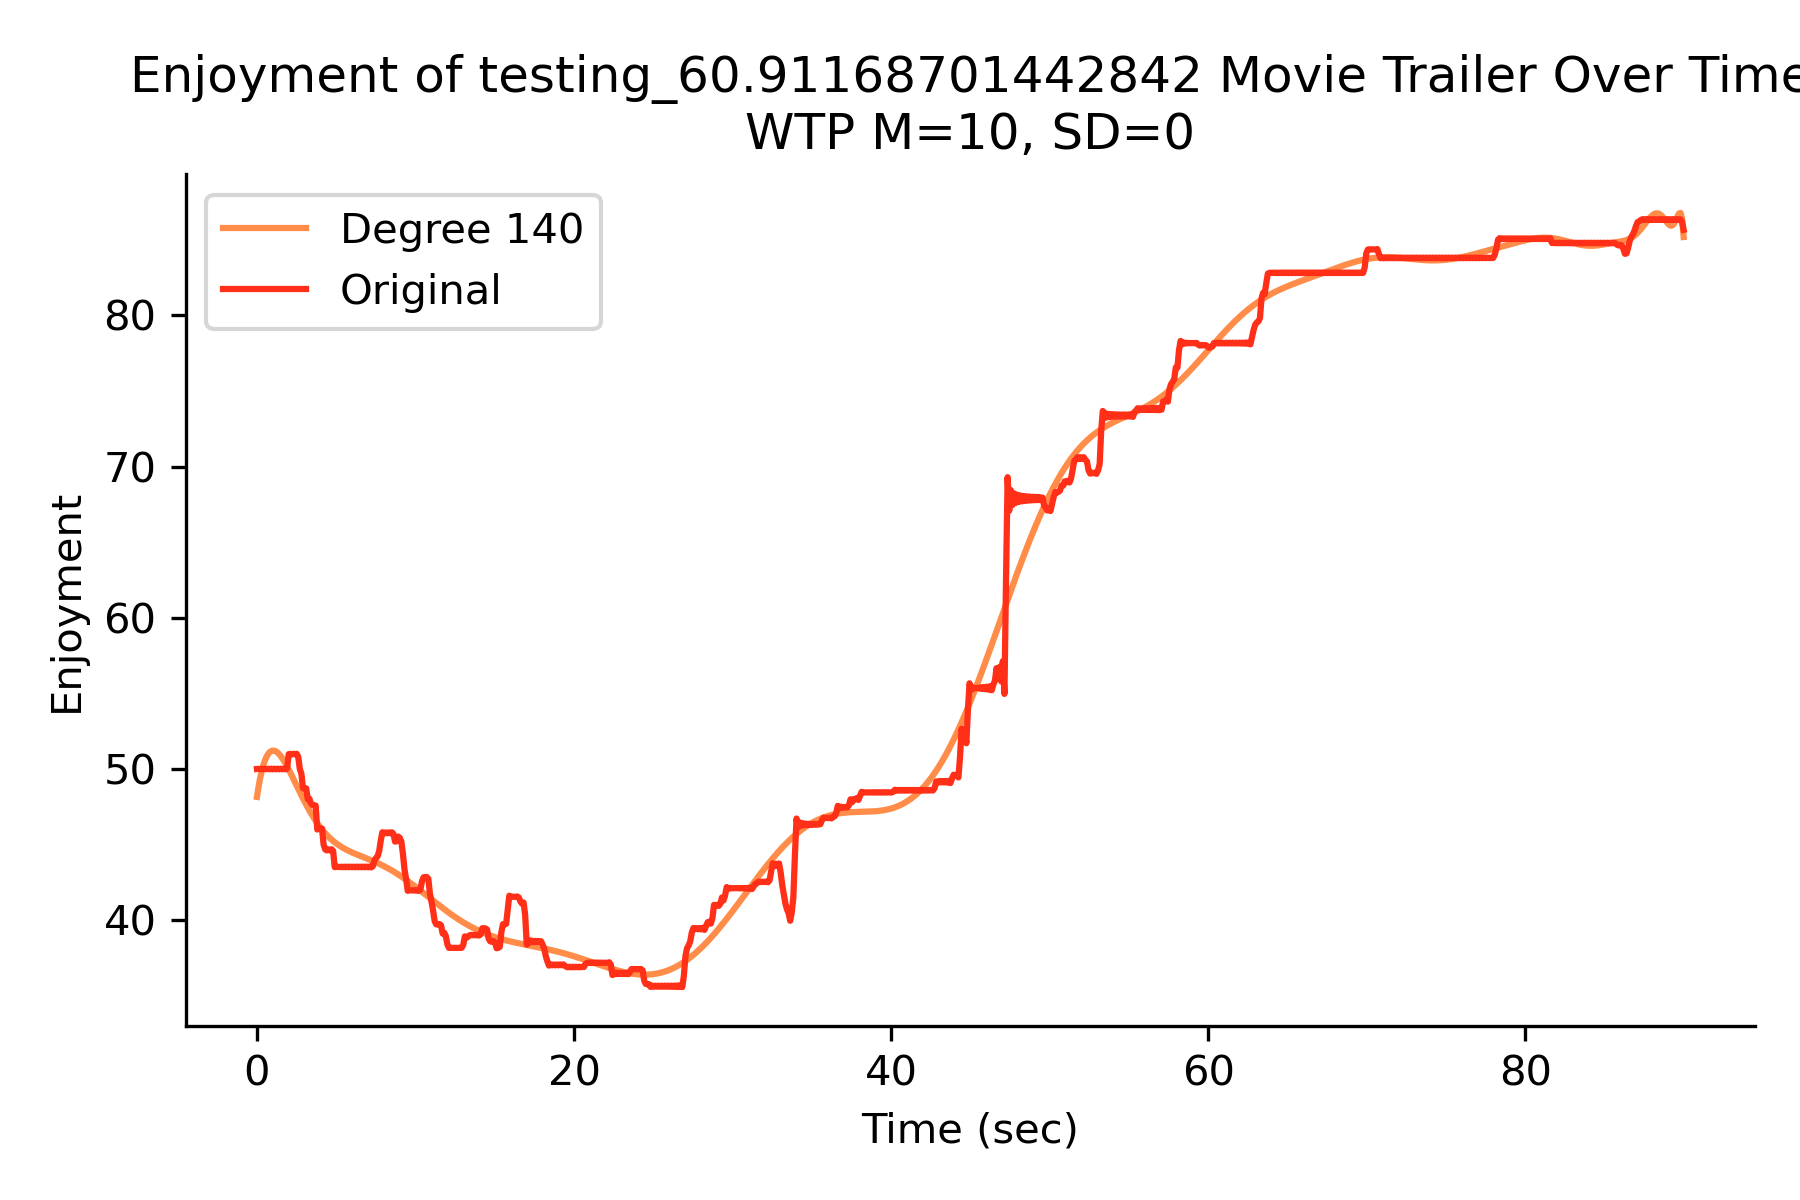 Enjoyment of testing_60.91168701442842 Movie Trailer Over Time
WTP M=10, SD=0
Degree 140
Original
80
70
60
50
40
Enjoyment
0 20 40 60 80
Time (sec)